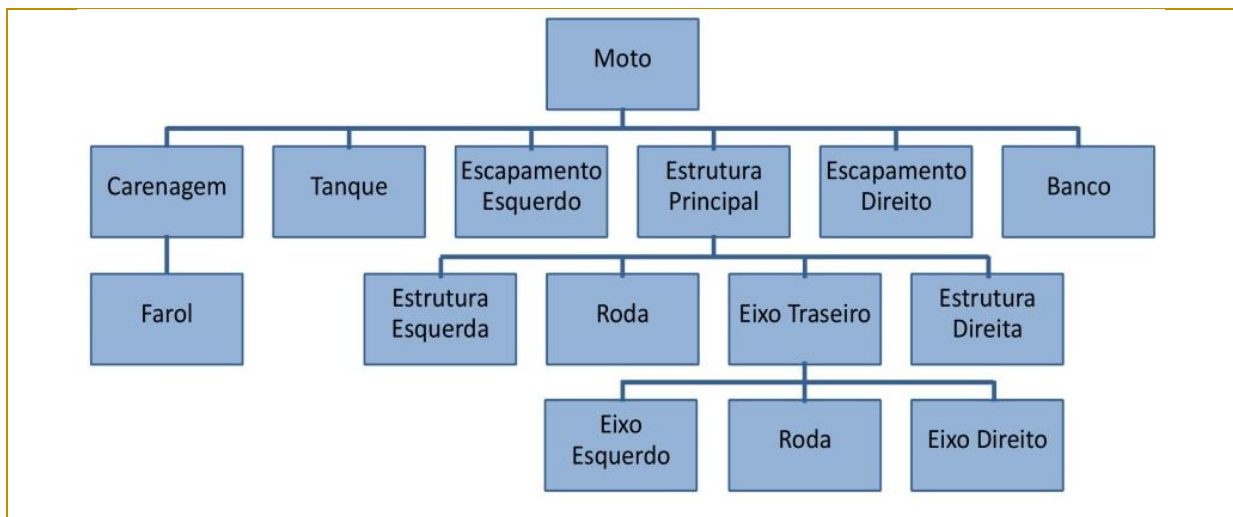 Moto
Carenagem
Tanque
Escapamento
Esquerdo
Estrutura
Principal
Escapamento
Direito
Banco
Farol
Estrutura
Esquerda
Roda
Eixo Traseiro
Estrutura
Direita
Eixo
Esquerdo
Roda
Eixo Direito